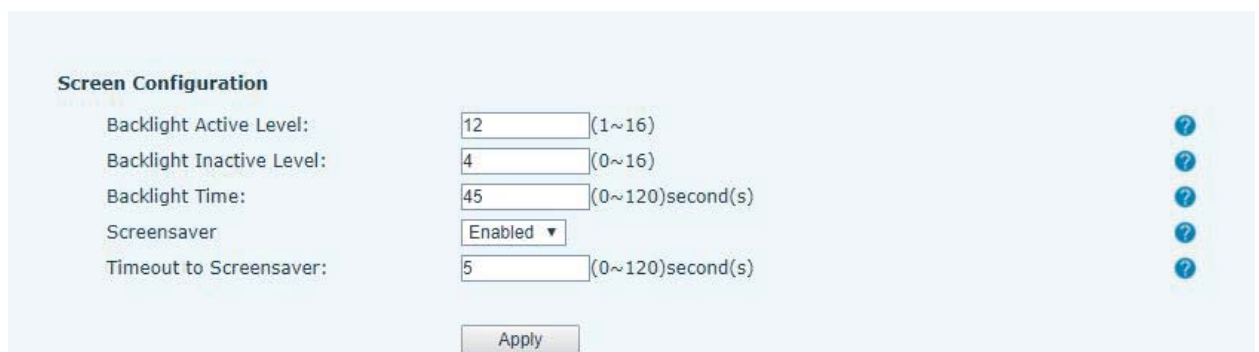 Screen Configuration
Backlight Active Level: 12 (1~16)
Backlight Inactive Level: 4 (0~16)
Backlight Time: 45 (0~120)second(s)
Screensaver Enabled
Timeout to Screensaver: 5 (0~120)second(s)
Apply